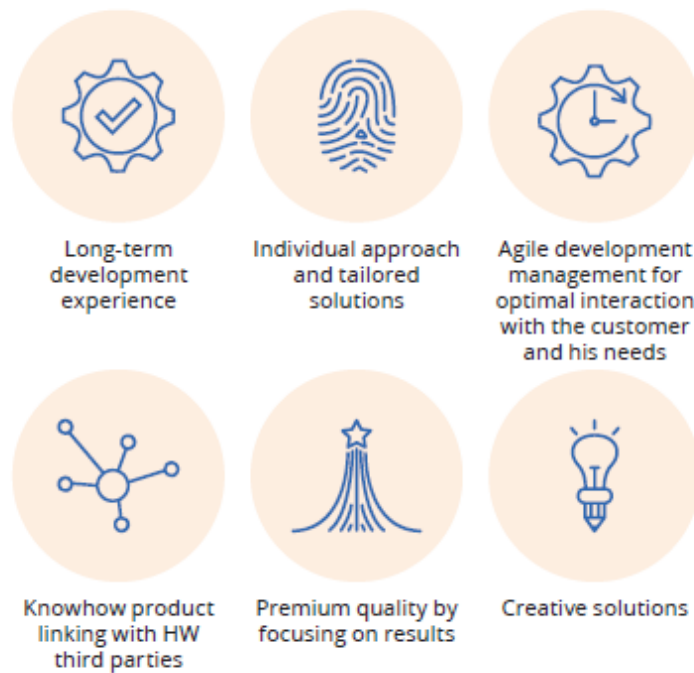 Long-term
development
experience
Individual approach
and tailored
solutions
Agile development
management for
optimal interaction
with the customer
and his needs
Knowhow product
linking with HW
third parties
Premium quality by
focusing on results
Creative solutions